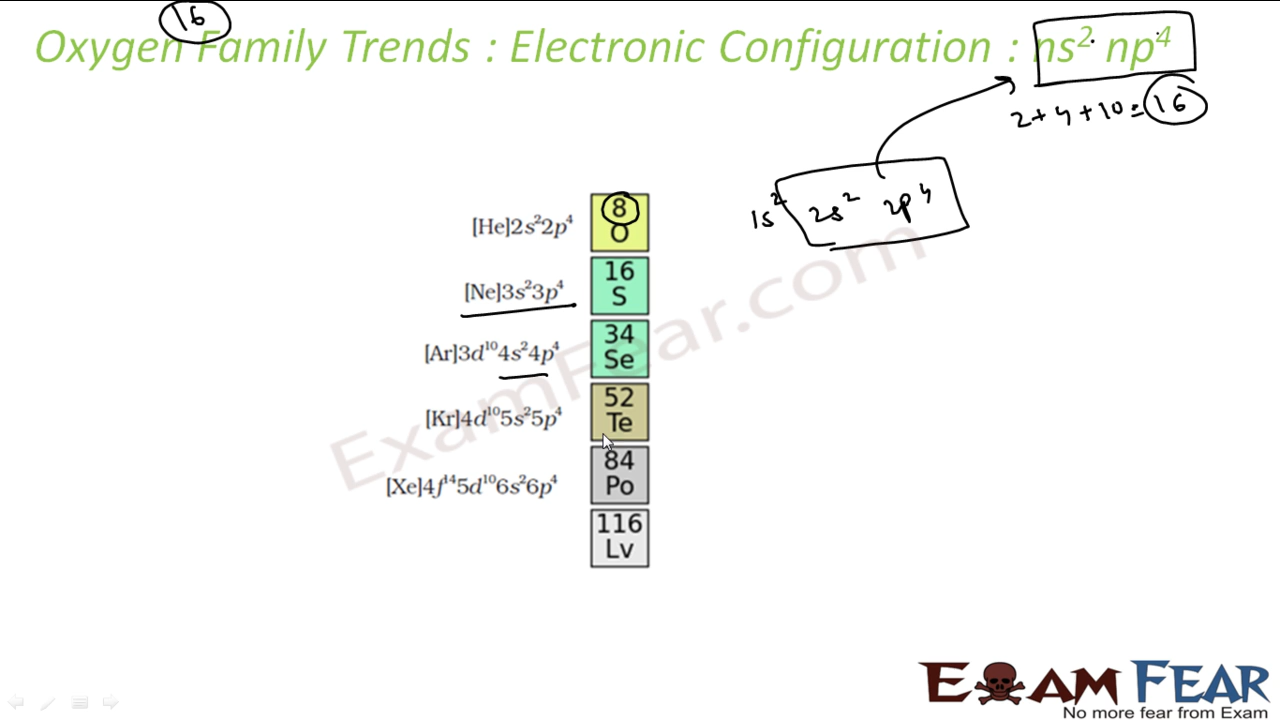 16
Oxygen Family Trends : Electronic Configuration : ns² np⁴
2 + 4 + 10 = 16
1s² 2s² 2p⁴
[He]2s²2p⁴ 8 O
[Ne]3s²3p⁴ 16 S
[Ar]3d¹⁰4s²4p⁴ 34 Se
[Kr]4d¹⁰5s²5p⁴ 52 Te
[Xe]4f¹⁴5d¹⁰6s²6p⁴ 84 Po
116 Lv
ExamFear.com
EXAM FEAR
No more fear from Exam